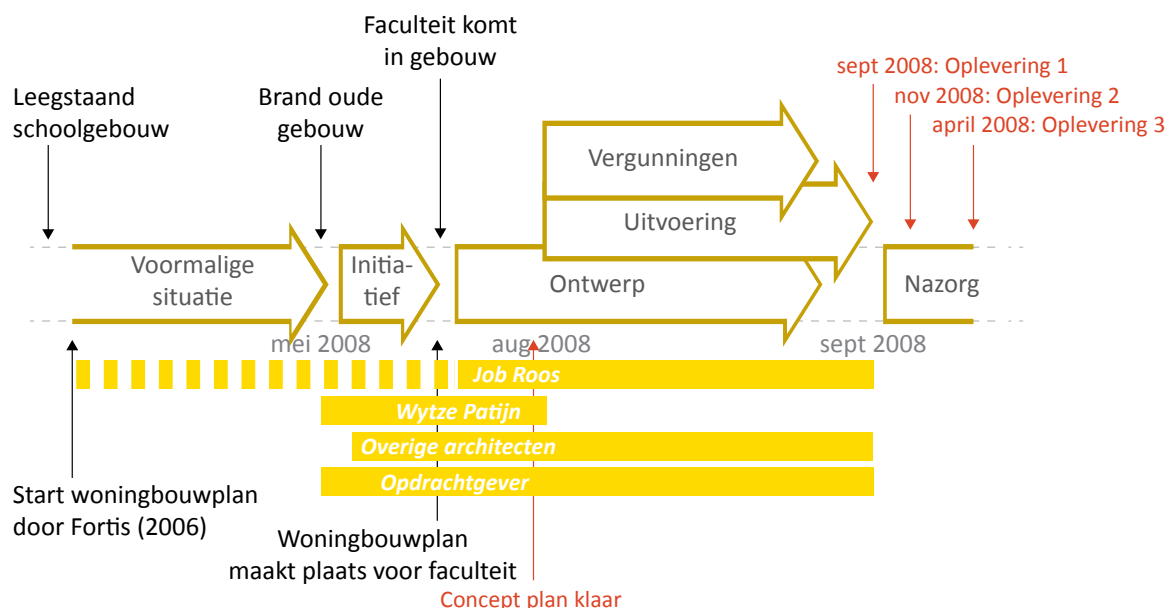 Faculteit komt
in gebouw
Leegstaand
schoolgebouw
Brand oude
gebouw
sept 2008: Oplevering 1
nov 2008: Oplevering 2
april 2008: Oplevering 3
Vergunningen
Uitvoering
Voormalige
situatie
Initia-
tief
Ontwerp
Nazorg
mei 2008
aug 2008
sept 2008
Job Roos
Wytze Patijn
Overige architecten
Opdrachtgever
Start woningbouwplan
door Fortis (2006)
Woningbouwplan
maakt plaats voor faculteit
Concept plan klaar